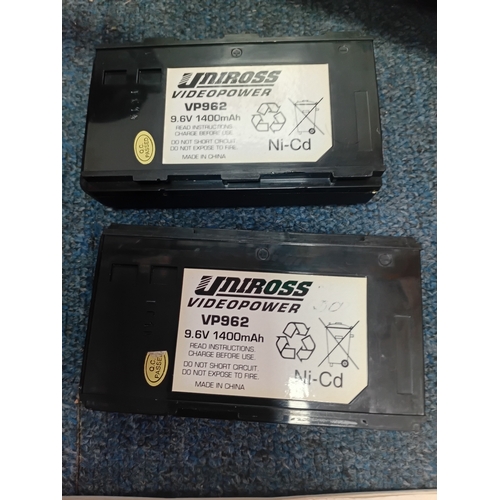 UNIROSS
VIDEOPOWER
VP962
9.6V 1400mAh
READ INSTRUCTIONS.
CHARGE BEFORE USE.
DO NOT SHORT CIRCUIT.
DO NOT EXPOSE TO FIRE.
MADE IN CHINA
Ni-Cd
Q.C.
PASSED
UNIROSS
VIDEOPOWER
VP962
9.6V 1400mAh
READ INSTRUCTIONS.
CHARGE BEFORE USE.
DO NOT SHORT CIRCUIT.
DO NOT EXPOSE TO FIRE.
MADE IN CHINA
Ni-Cd
Q.C.
PASSED